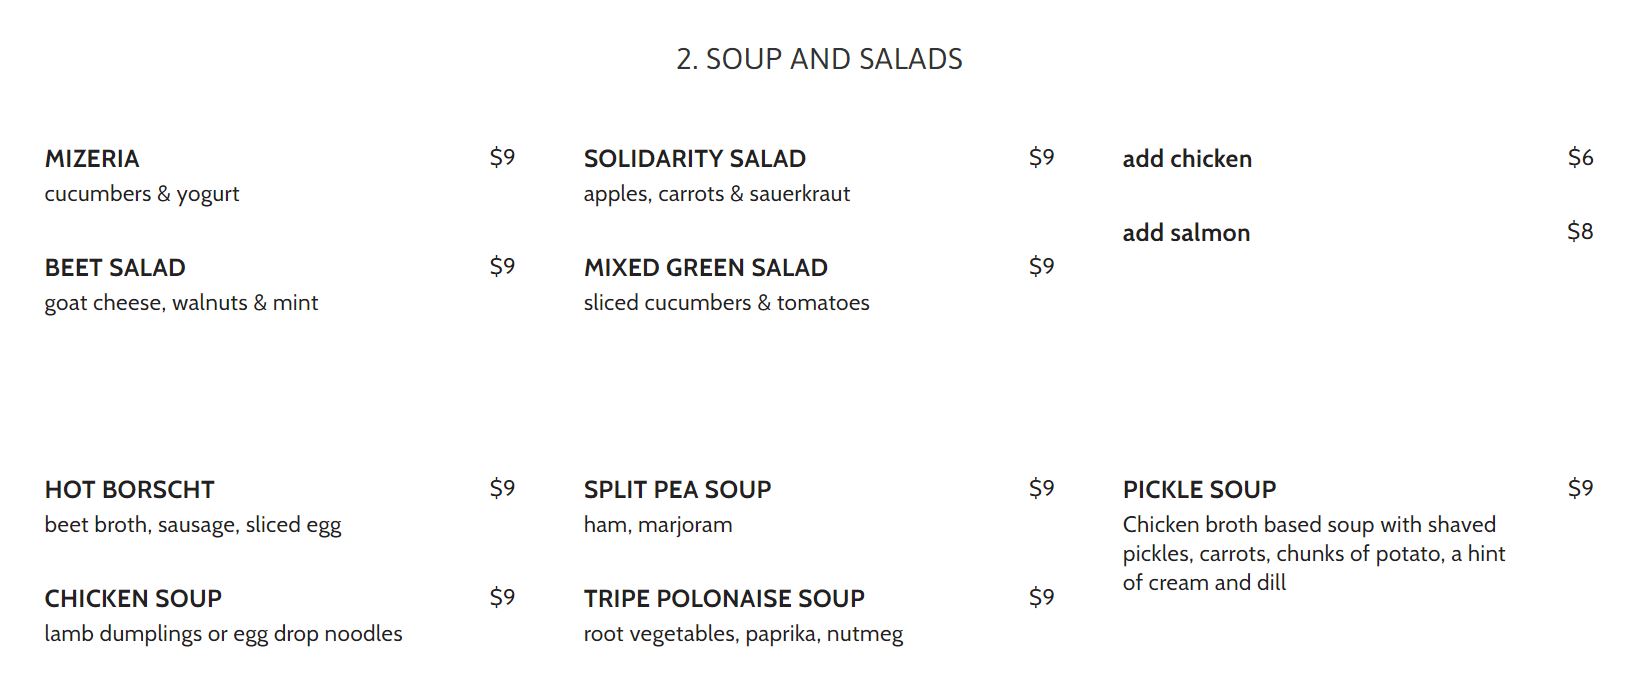 2. SOUP AND SALADS
MIZERIA $9
cucumbers & yogurt
BEET SALAD $9
goat cheese, walnuts & mint
SOLIDARITY SALAD $9
apples, carrots & sauerkraut
MIXED GREEN SALAD $9
sliced cucumbers & tomatoes
add chicken $6
add salmon $8
HOT BORSCHT $9
beet broth, sausage, sliced egg
CHICKEN SOUP $9
lamb dumplings or egg drop noodles
SPLIT PEA SOUP $9
ham, marjoram
TRIPE POLONAISE SOUP $9
root vegetables, paprika, nutmeg
PICKLE SOUP $9
Chicken broth based soup with shaved
pickles, carrots, chunks of potato, a hint
of cream and dill